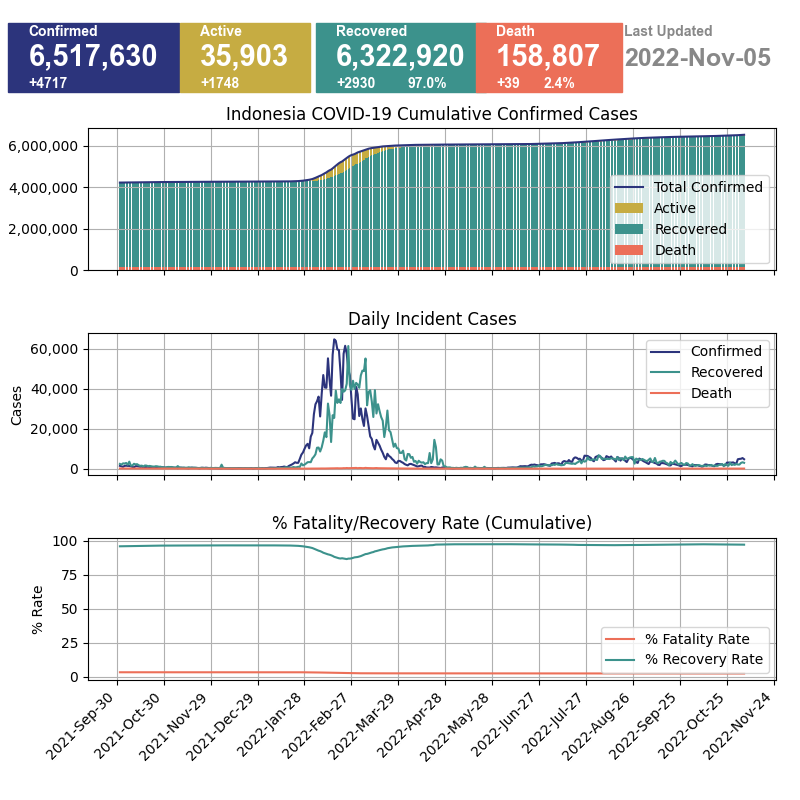 Confirmed Active Recovered Death Last Updated
6,517,630 35,903 6,322,920 158,807 2022-Nov-05
+4717 +1748 +2930 97.0% +39 2.4%
Indonesia COVID-19 Cumulative Confirmed Cases
6,000,000
4,000,000
2,000,000
0
Total Confirmed
Active
Recovered
Death
Daily Incident Cases
Cases
60,000
40,000
20,000
0
Confirmed
Recovered
Death
% Fatality/Recovery Rate (Cumulative)
% Rate
100
75
50
25
0
% Fatality Rate
% Recovery Rate
2021-Sep-30
2021-Oct-30
2021-Nov-29
2021-Dec-29
2022-Jan-28
2022-Feb-27
2022-Mar-29
2022-Apr-28
2022-May-28
2022-Jun-27
2022-Jul-27
2022-Aug-26
2022-Sep-25
2022-Oct-25
2022-Nov-24